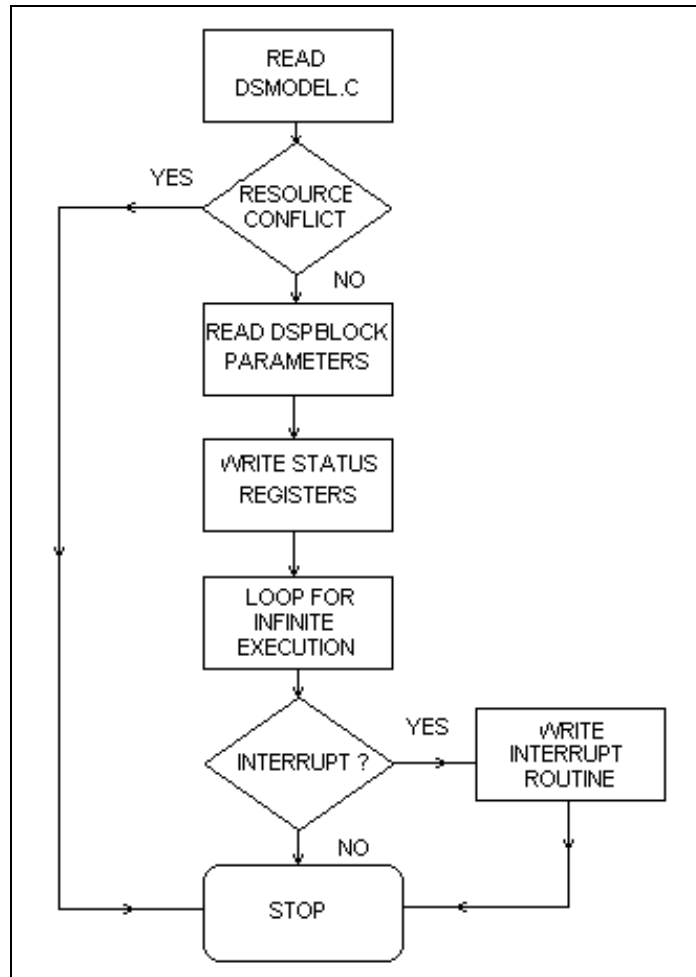 READ
DSMODEL.C
YES
RESOURCE
CONFLICT
NO
READ DSPBLOCK
PARAMETERS
WRITE STATUS
REGISTERS
LOOP FOR
INFINITE
EXECUTION
INTERRUPT ?
YES
WRITE
INTERRUPT
ROUTINE
NO
STOP